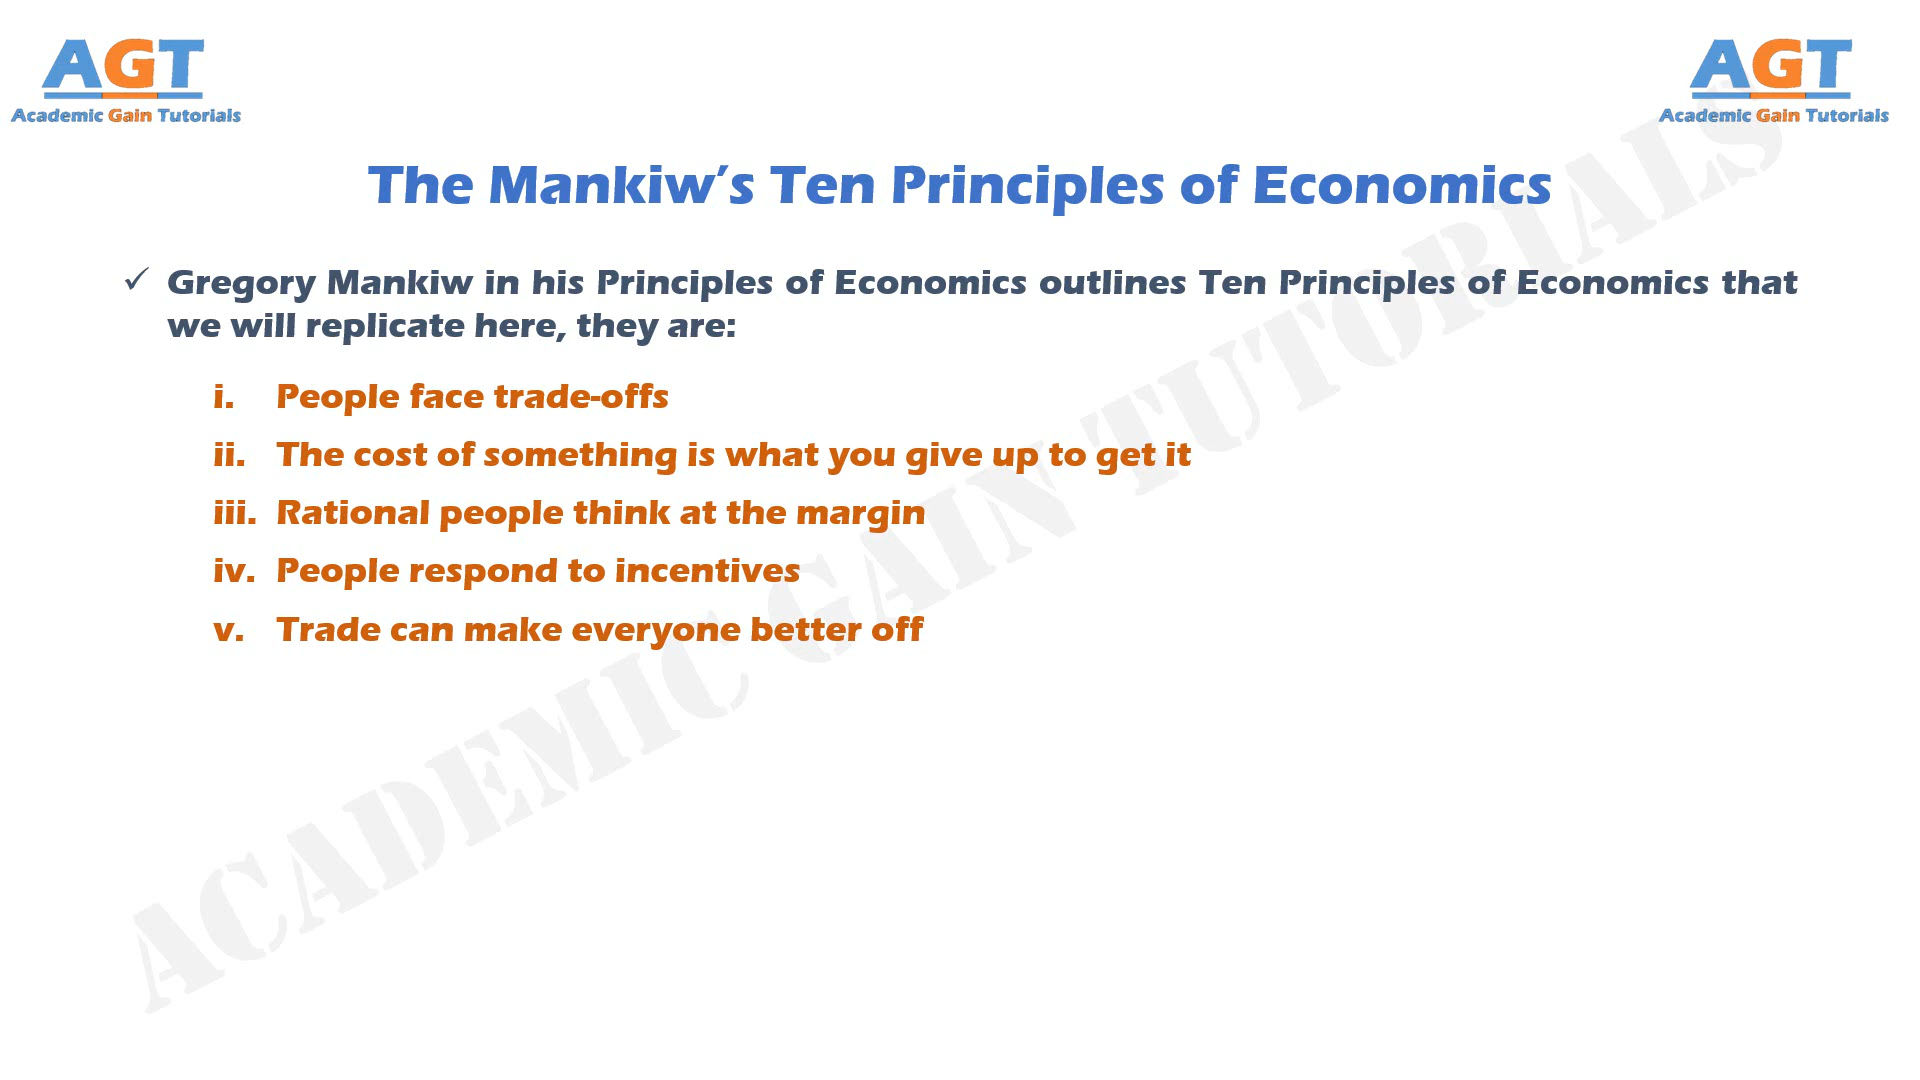 AGT
Academic Gain Tutorials
AGT
Academic Gain Tutorials
The Mankiw’s Ten Principles of Economics
✓ Gregory Mankiw in his Principles of Economics outlines Ten Principles of Economics that
we will replicate here, they are:
i. People face trade-offs
ii. The cost of something is what you give up to get it
iii. Rational people think at the margin
iv. People respond to incentives
v. Trade can make everyone better off
ACADEMIC GAIN TUTORIALS